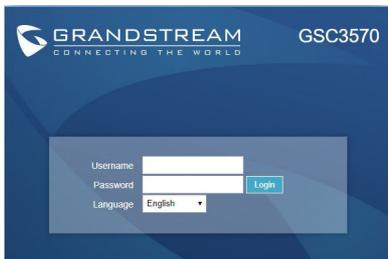 GRANDSTREAM
CONNECTING THE WORLD
GSC3570
Username
Password
Login
Language
English